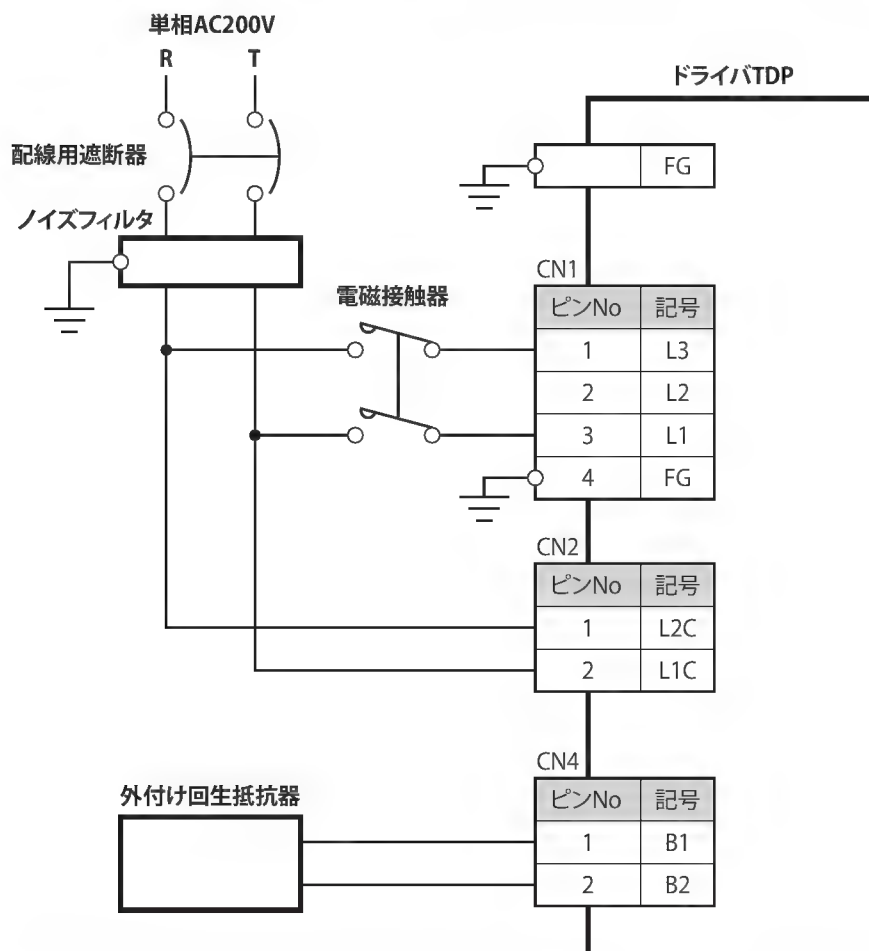 単相AC200V
R T
ドライバTDP
配線用遮断器
FG
ノイズフィルタ
CN1
電磁接触器
ピンNo 記号
1 L3
2 L2
3 L1
4 FG
CN2
ピンNo 記号
1 L2C
2 L1C
CN4
外付け回生抵抗器
ピンNo 記号
1 B1
2 B2